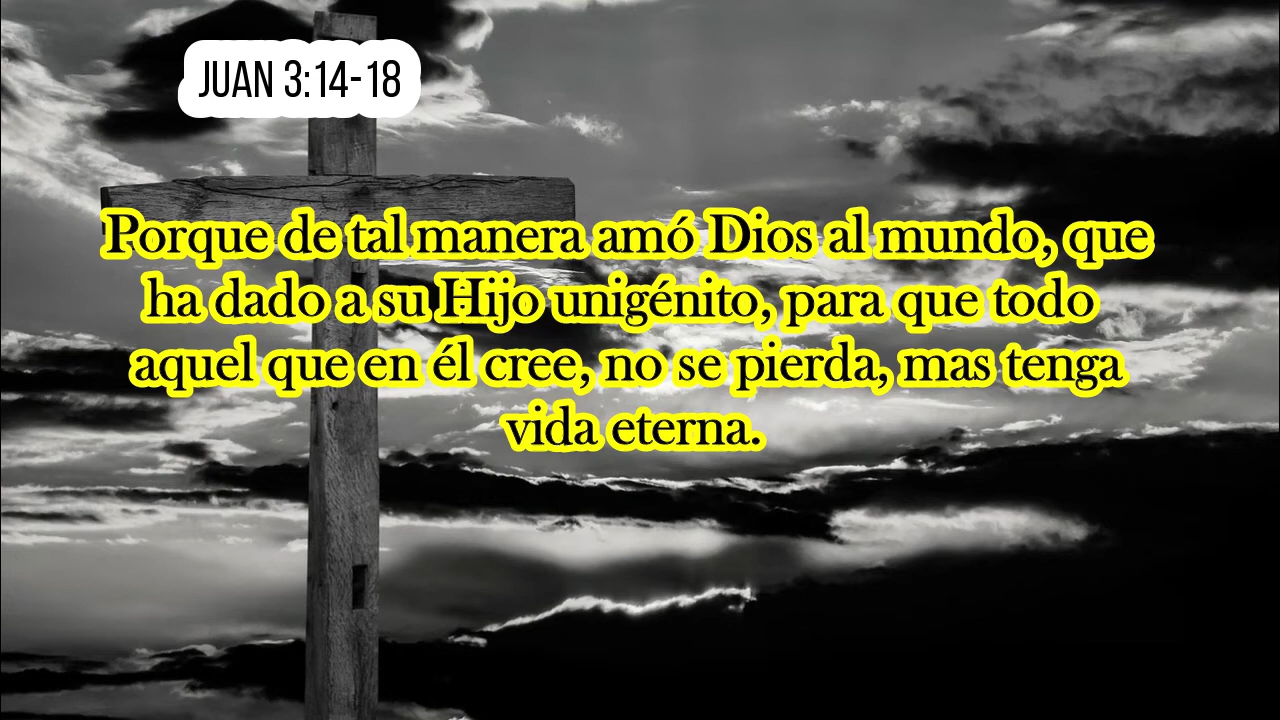 JUAN 3:14-18
Porque de tal manera amó Dios al mundo, que
ha dado a su Hijo unigénito, para que todo
aquel que en él cree, no se pierda, mas tenga
vida eterna.